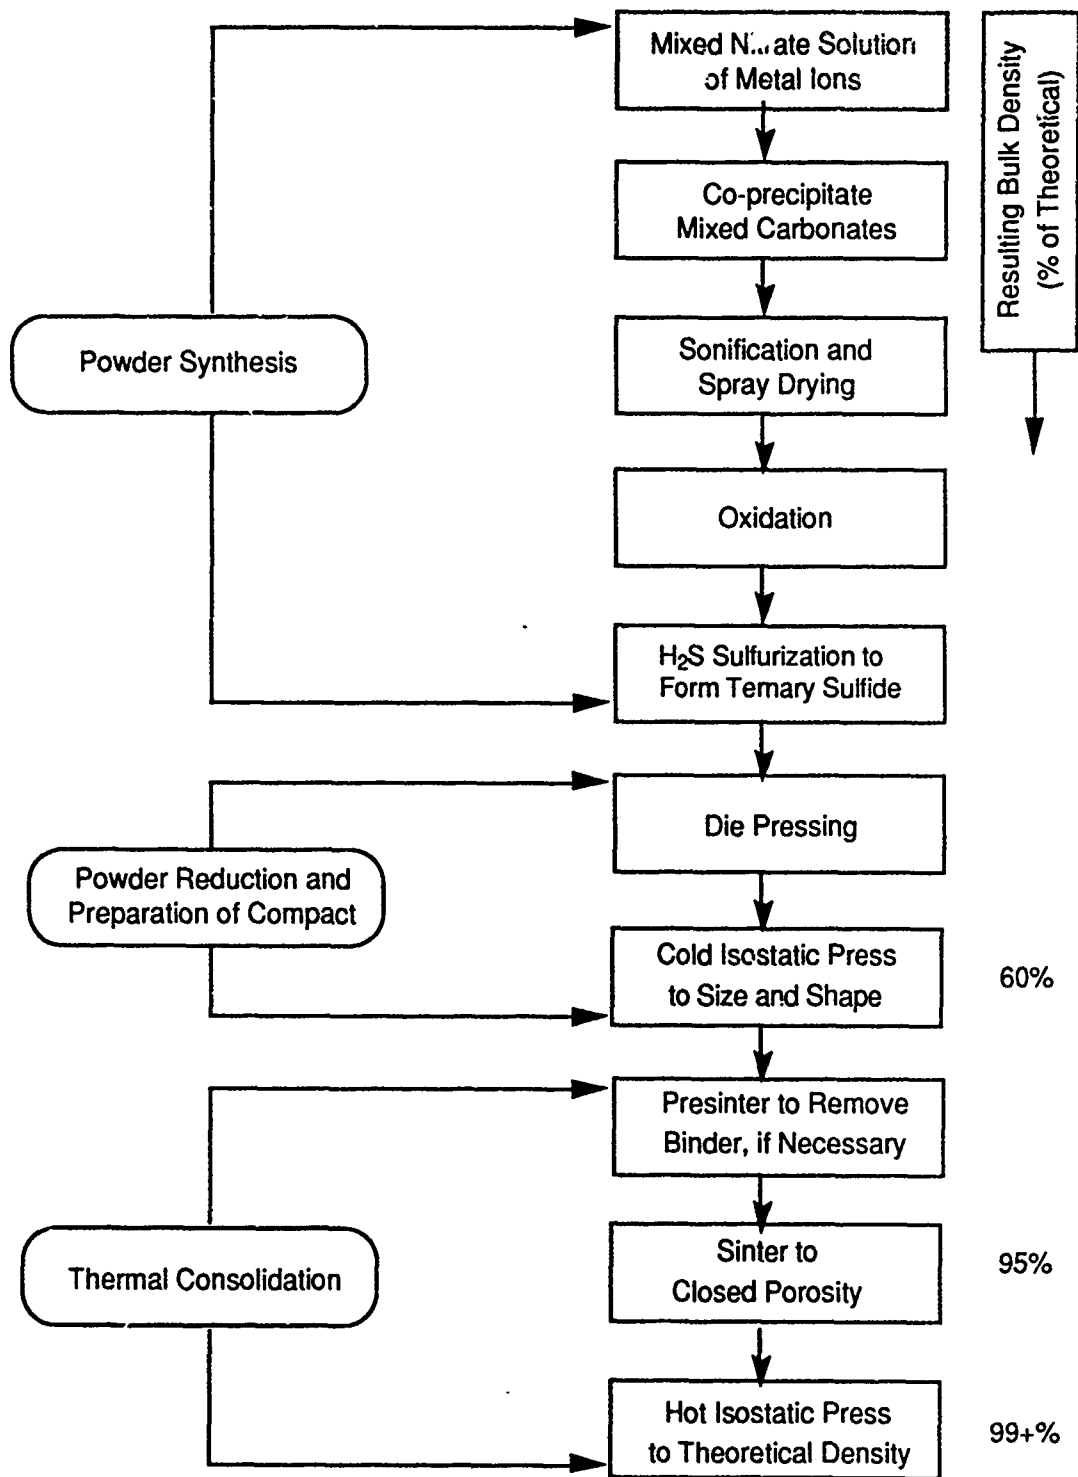 Mixed Solution
of Metal Ions
Resulting Bulk Density
(% of Theoretical)
Co-precipitate
Mixed Carbonates
Sonification and
Spray Drying
Powder Synthesis
Oxidation
H₂S Sulfurization to
Form Ternary Sulfide
Die Pressing
Powder Reduction and
Preparation of Compact
Cold Isostatic Press
to Size and Shape
60%
Presinter to Remove
Binder, if Necessary
Sinter to
Closed Porosity
95%
Thermal Consolidation
Hot Isostatic Press
to Theoretical Density
99+%